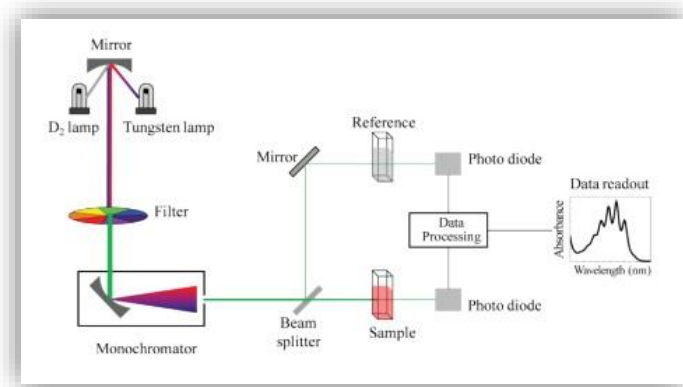 Mirror
D₂ lamp
Tungsten lamp
Filter
Monochromator
Mirror
Beam
splitter
Reference
Sample
Photo diode
Data
Processing
Photo diode
Data readout
Absorbance
Wavelength (nm)